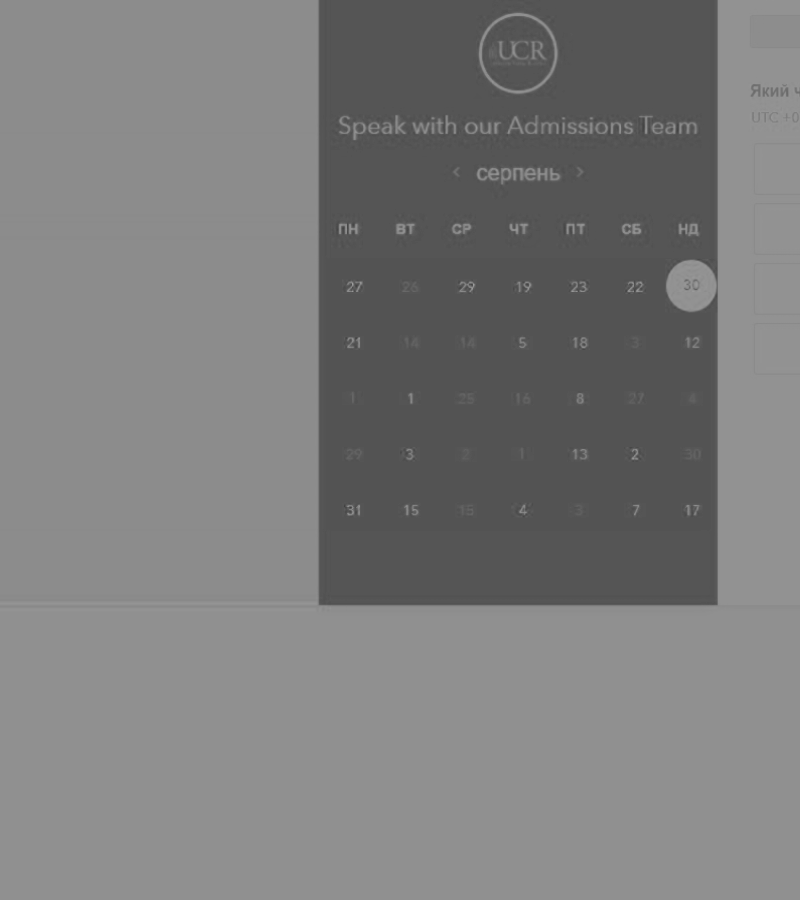 UCR
Speak with our Admissions Team
< серпень >
ПН ВТ СР ЧТ ПТ СБ НД
27 26 29 19 23 22 30
21 14 14 5 18 3 12
1 1 25 16 8 27 4
29 3 2 1 13 2 30
31 15 15 4 3 7 17
Який
UTC +0